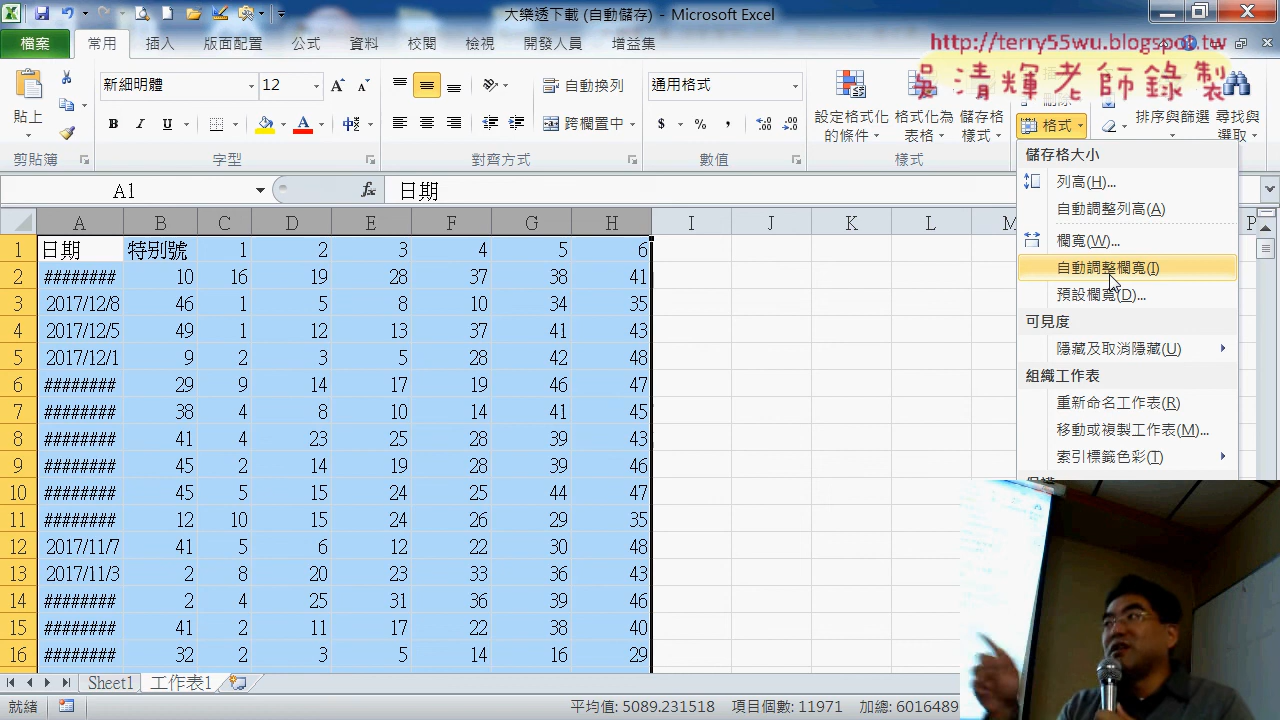 大樂透下載 (自動儲存) - Microsoft Excel
檔案 常用 插入 版面配置 公式 資料 校閱 檢視 開發人員 增益集
http://terry55wu.blogspot.tw
吳清輝老師錄製
貼上 新細明體 12 自動換列 通用格式 設定格式化的條件 格式化為表格 儲存格樣式 刪除 格式 排序與篩選 尋找與選取
B I U A 跨欄置中 $ % ,
剪貼簿 字型 對齊方式 數值 樣式
A1 fx 日期
A B C D E F G H I J K L M P
1 日期 特別號 1 2 3 4 5 6
2 ######## 10 16 28 37 38 41
3 2017/12/8 46 1 8 10 34 35
4 2017/12/5 49 1 12 13 37 41 43
5 2017/12/1 9 2 3 5 28 42 48
6 ######## 29 9 14 17 19 46 47
7 ######## 38 4 8 10 14 41 45
8 ######## 41 4 23 25 39 43
9 ######## 45 2 14 19 39 46
10 ######## 45 5 15 24 25 44 47
11 ######## 12 10 5 24 26 29 35
12 2017/11/7 41 5 6 12 22 30 48
13 2017/11/3 2 8 20 23 33 36 43
14 ######## 2 4 25 31 36 39 46
15 ######## 41 2 11 17 22 38 40
16 ######## 32 2 3 5 14 16 29
儲存格大小
列高(H)...
自動調整列高(A)
欄寬(W)...
自動調整欄寬(I)
預設欄寬(D)...
可見度
隱藏及取消隱藏(U)
組織工作表
重新命名工作表(R)
移動或複製工作表(M)...
索引標籤色彩(T)
Sheet1 工作表1
就緒 平均值: 5089.231518 項目個數: 11971 加總: 6016489